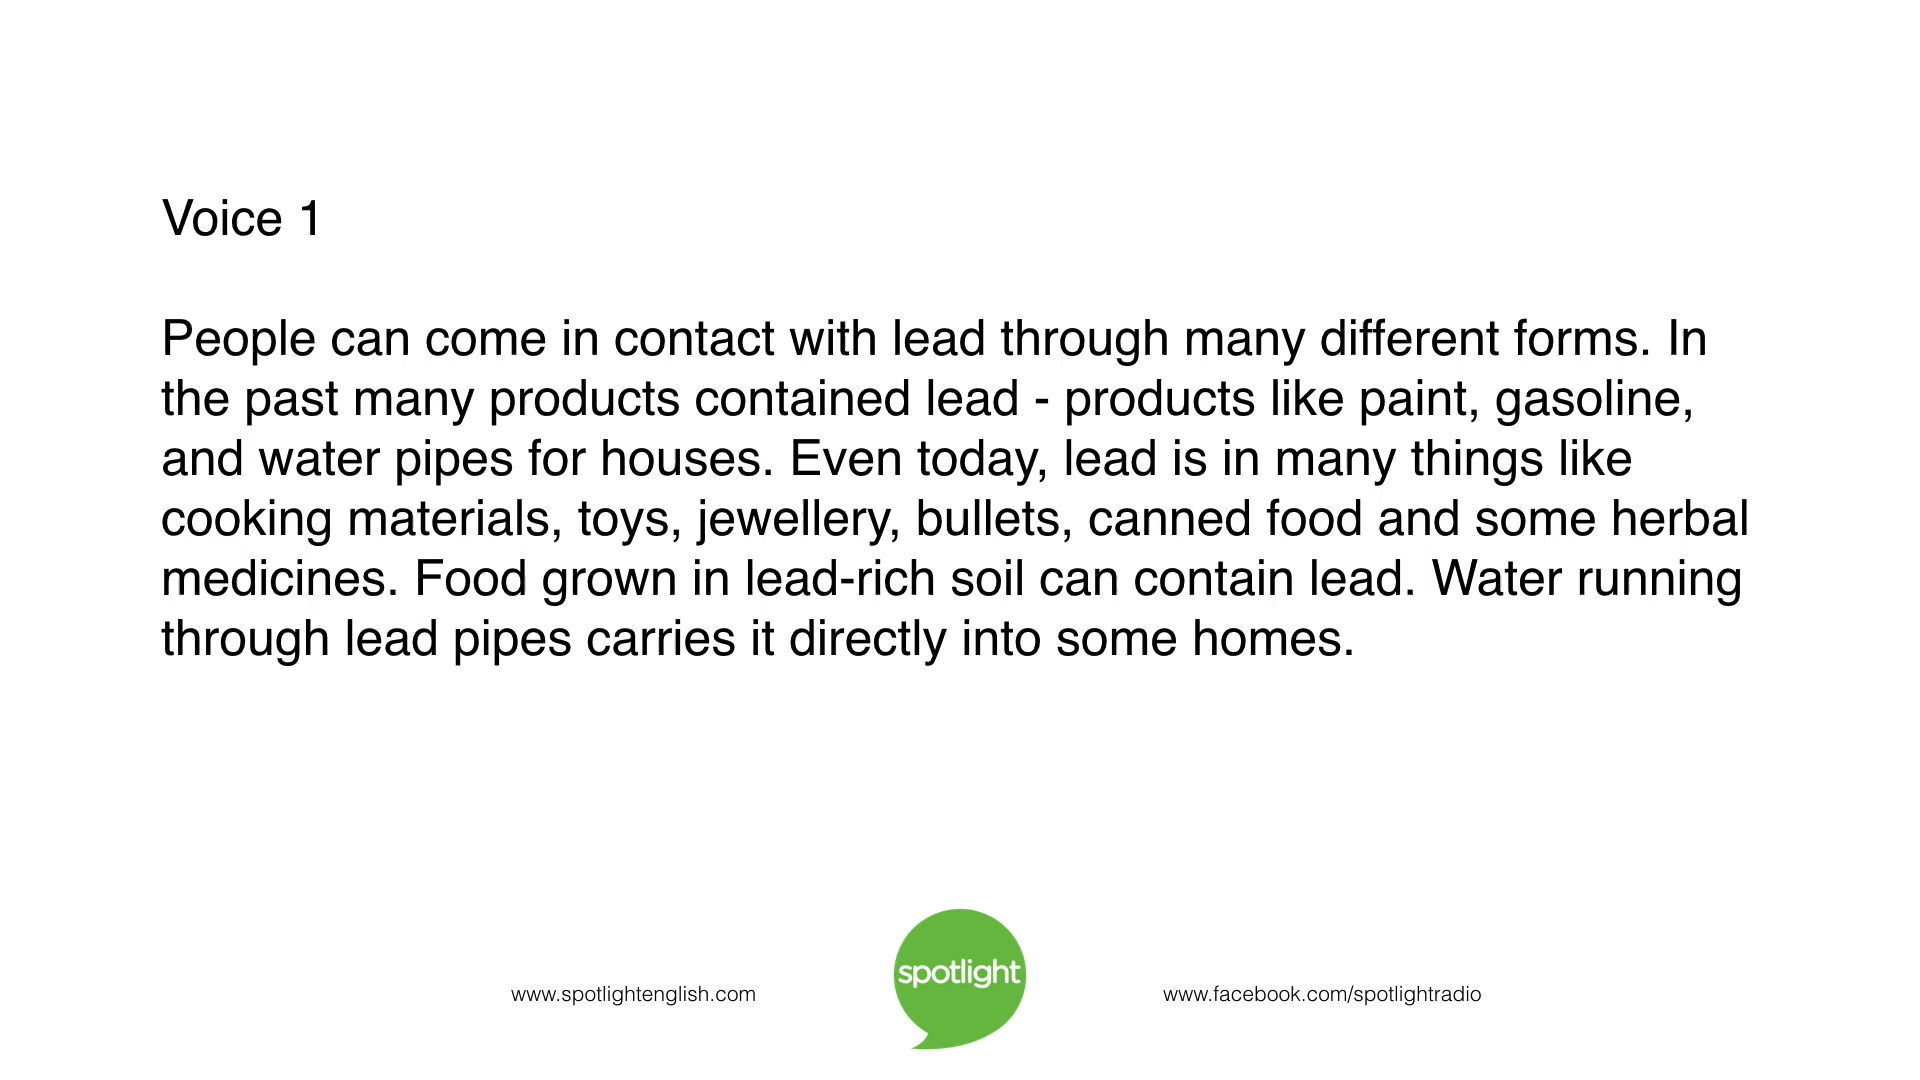 Voice 1
People can come in contact with lead through many different forms. In
the past many products contained lead - products like paint, gasoline,
and water pipes for houses. Even today, lead is in many things like
cooking materials, toys, jewellery, bullets, canned food and some herbal
medicines. Food grown in lead-rich soil can contain lead. Water running
through lead pipes carries it directly into some homes.
spotlight
www.spotlightenglish.com
www.facebook.com/spotlightradio